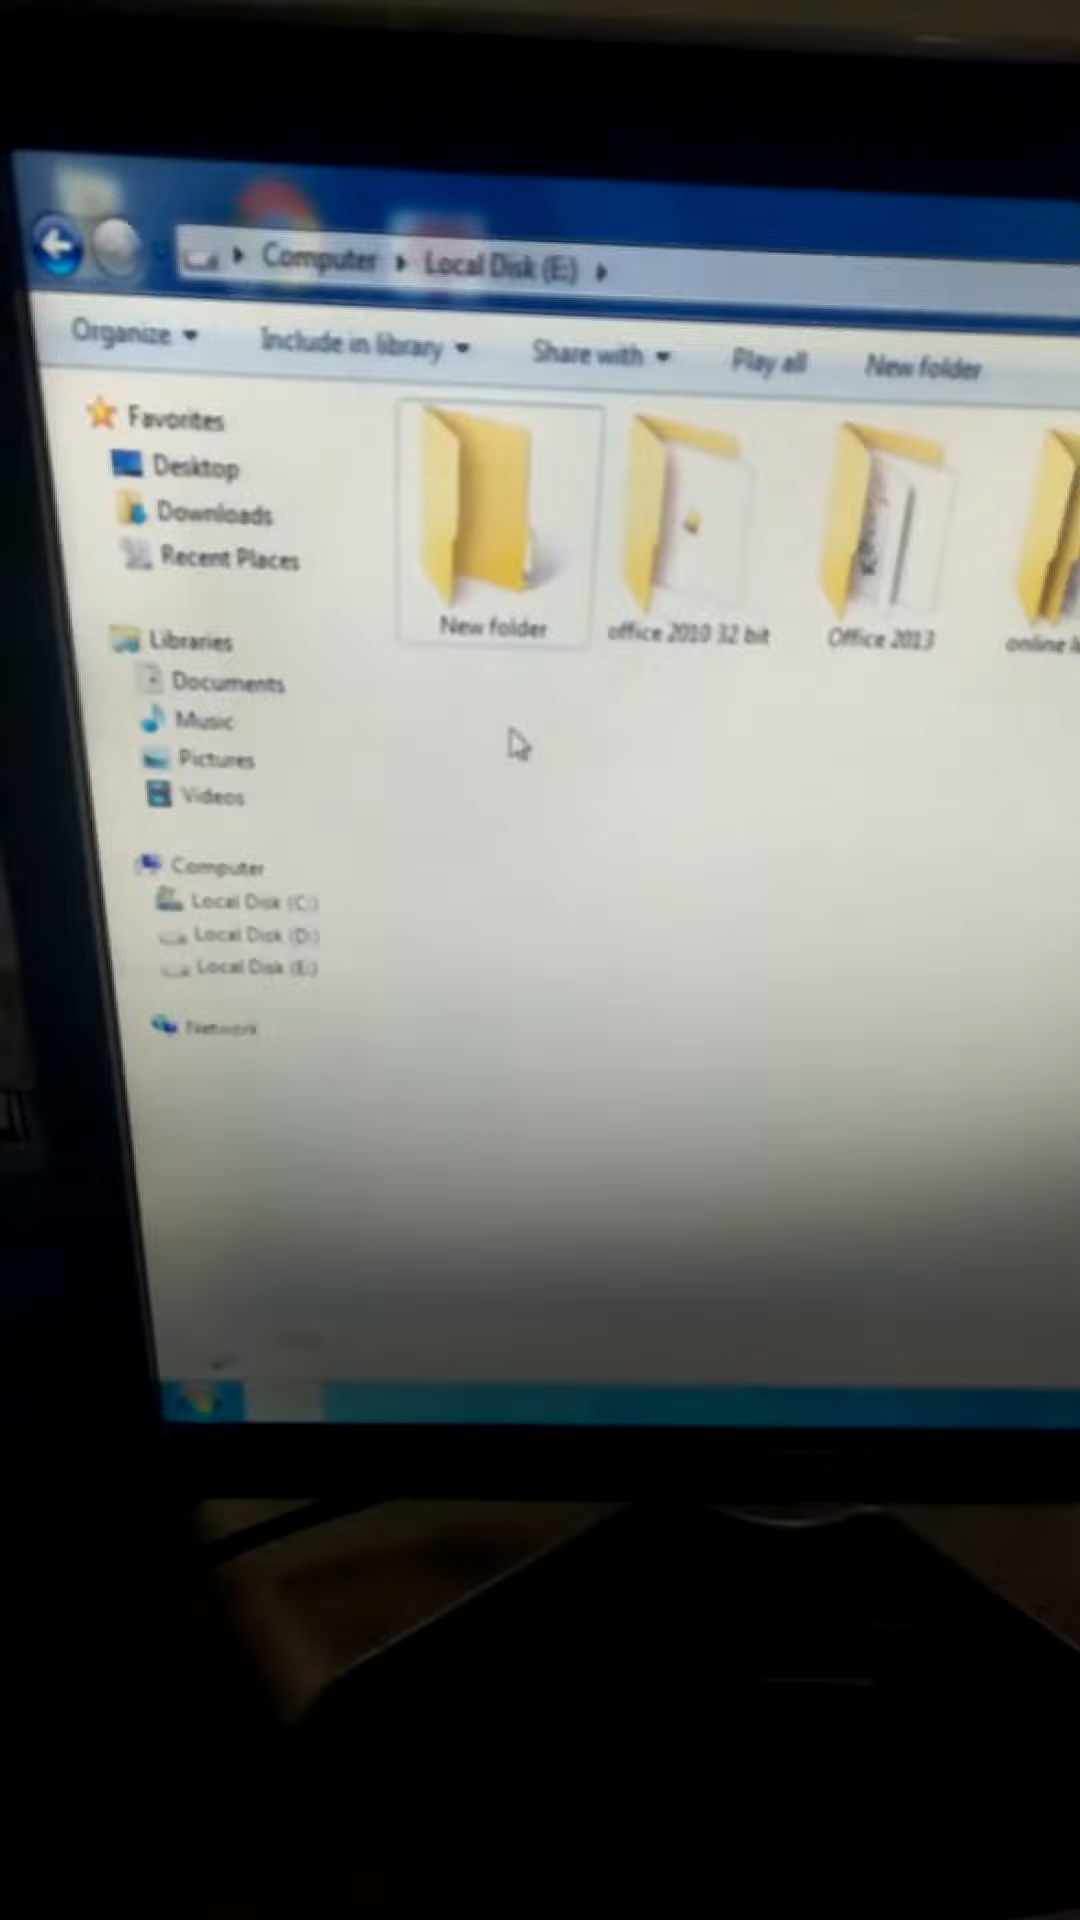 Computer Local Disk (E:)
Organize Include in library Share with Play all New folder
Favorites
Desktop
Downloads
Recent Places
Libraries
Documents
Music
Pictures
Videos
Computer
Local Disk (C:)
Local Disk (D:)
Local Disk (E:)
Network
New folder office 2010 32 bit Office 2013 online